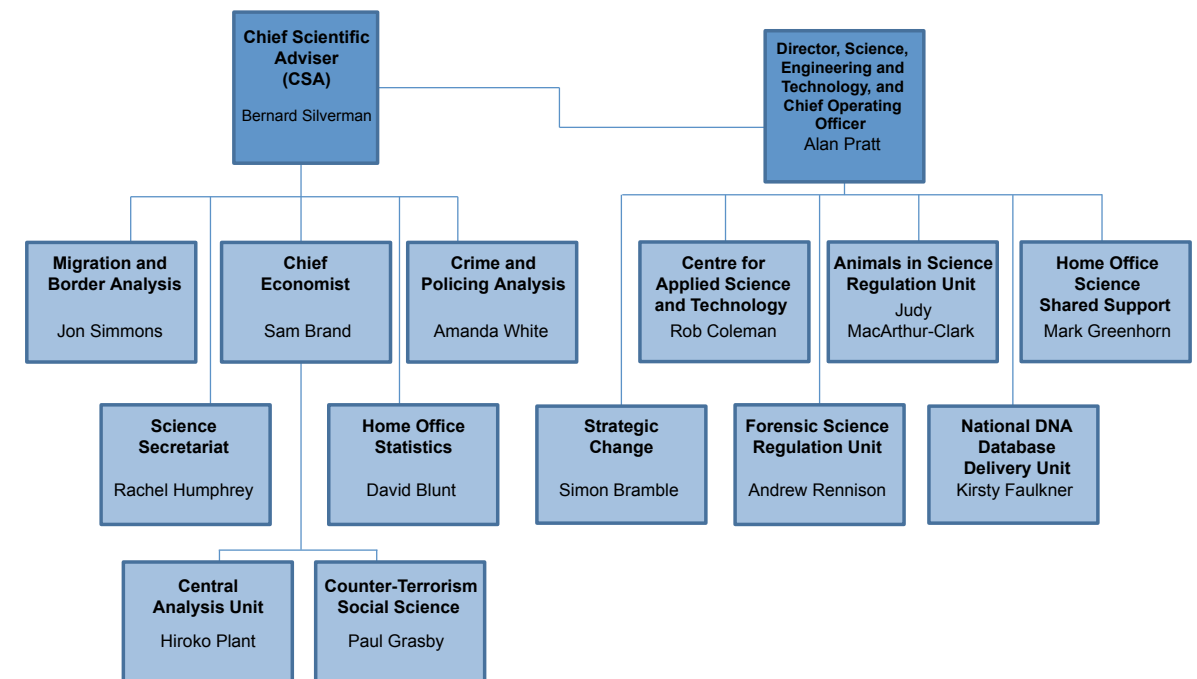 Chief Scientific
Adviser
(CSA)
Bernard Silverman
Director, Science,
Engineering and
Technology, and
Chief Operating
Officer
Alan Pratt
Migration and
Border Analysis
Jon Simmons
Chief
Economist
Sam Brand
Crime and
Policing Analysis
Amanda White
Centre for
Applied Science
and Technology
Rob Coleman
Animals in Science
Regulation Unit
Judy
MacArthur-Clark
Home Office
Science
Shared Support
Mark Greenhorn
Science
Secretariat
Rachel Humphrey
Home Office
Statistics
David Blunt
Strategic
Change
Simon Bramble
Forensic Science
Regulation Unit
Andrew Rennison
National DNA
Database
Delivery Unit
Kirsty Faulkner
Central
Analysis Unit
Hiroko Plant
Counter-Terrorism
Social Science
Paul Grasby